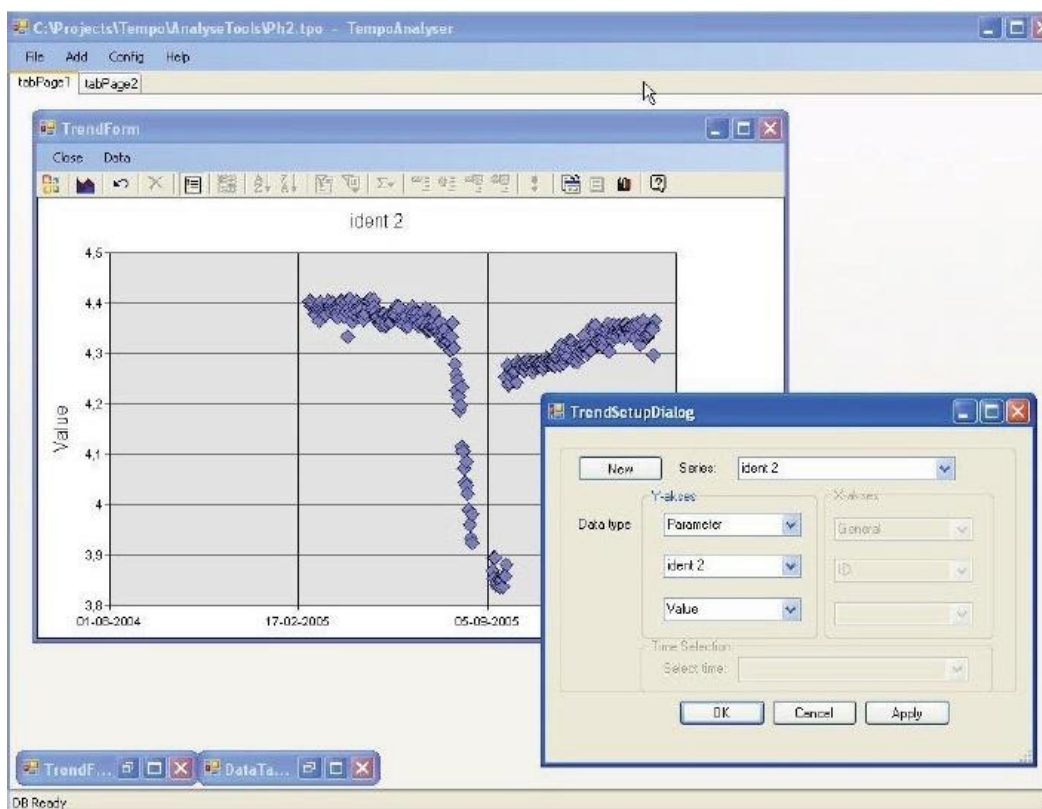 C:\Projects\Tempo\AnalyseTools\Ph2.tpo - TempoAnalyser
File Add Config Help
tabPage1 tabPage2
TrendForm
Close Data
ident 2
4,5
4,4
4,3
4,2
4,1
4
3,9
3,8
Value
01-08-2004 17-02-2005 05-09-2005
TrendSetupDialog
New Series: ident 2
Y-akses X-akses
Data type Parameter General
ident 2 ID
Value
Time Selection
Select time:
OK Cancel Apply
TrendF... DataTa...
DB Ready